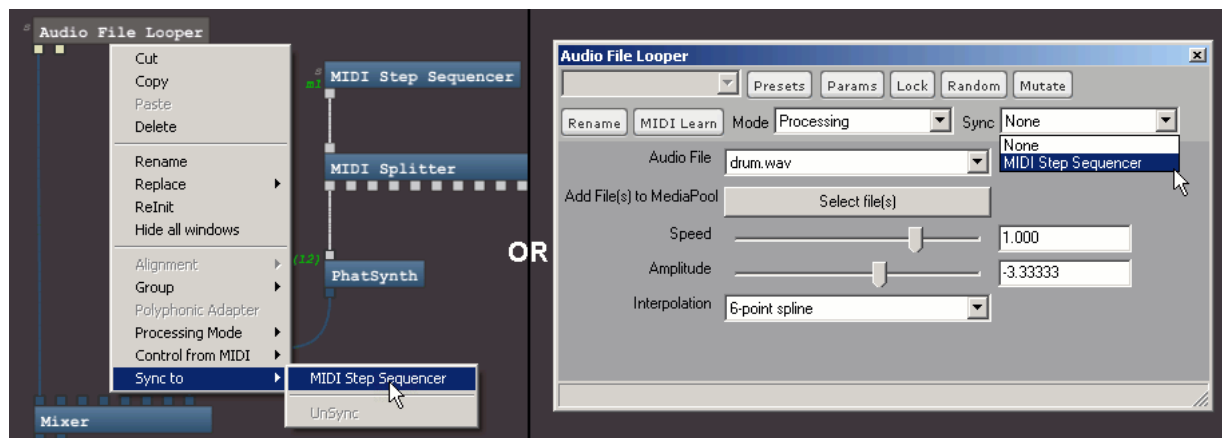 s
Audio File Looper
Cut
Copy
Paste
Delete
Rename
Replace
ReInit
Hide all windows
Alignment
Group
Polyphonic Adapter
Processing Mode
Control from MIDI
Sync to
MIDI Step Sequencer
UnSync
s
m1
MIDI Step Sequencer
MIDI Splitter
(12)
PhatSynth
Mixer
OR
Audio File Looper
Presets Params Lock Random Mutate
Rename MIDI Learn Mode Processing Sync None
None
MIDI Step Sequencer
Audio File drum.wav
Add File(s) to MediaPool Select file(s)
Speed 1.000
Amplitude -3.33333
Interpolation 6-point spline